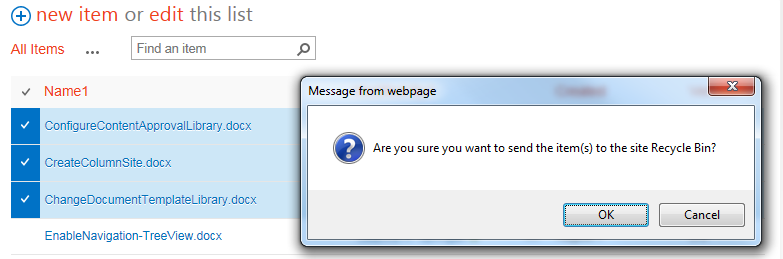 new item or edit this list
All Items ... Find an item
Name1
Message from webpage
ConfigureContentApprovalLibrary.docx
Are you sure you want to send the item(s) to the site Recycle Bin?
CreateColumnSite.docx
ChangeDocumentTemplateLibrary.docx
OK Cancel
EnableNavigation-TreeView.docx